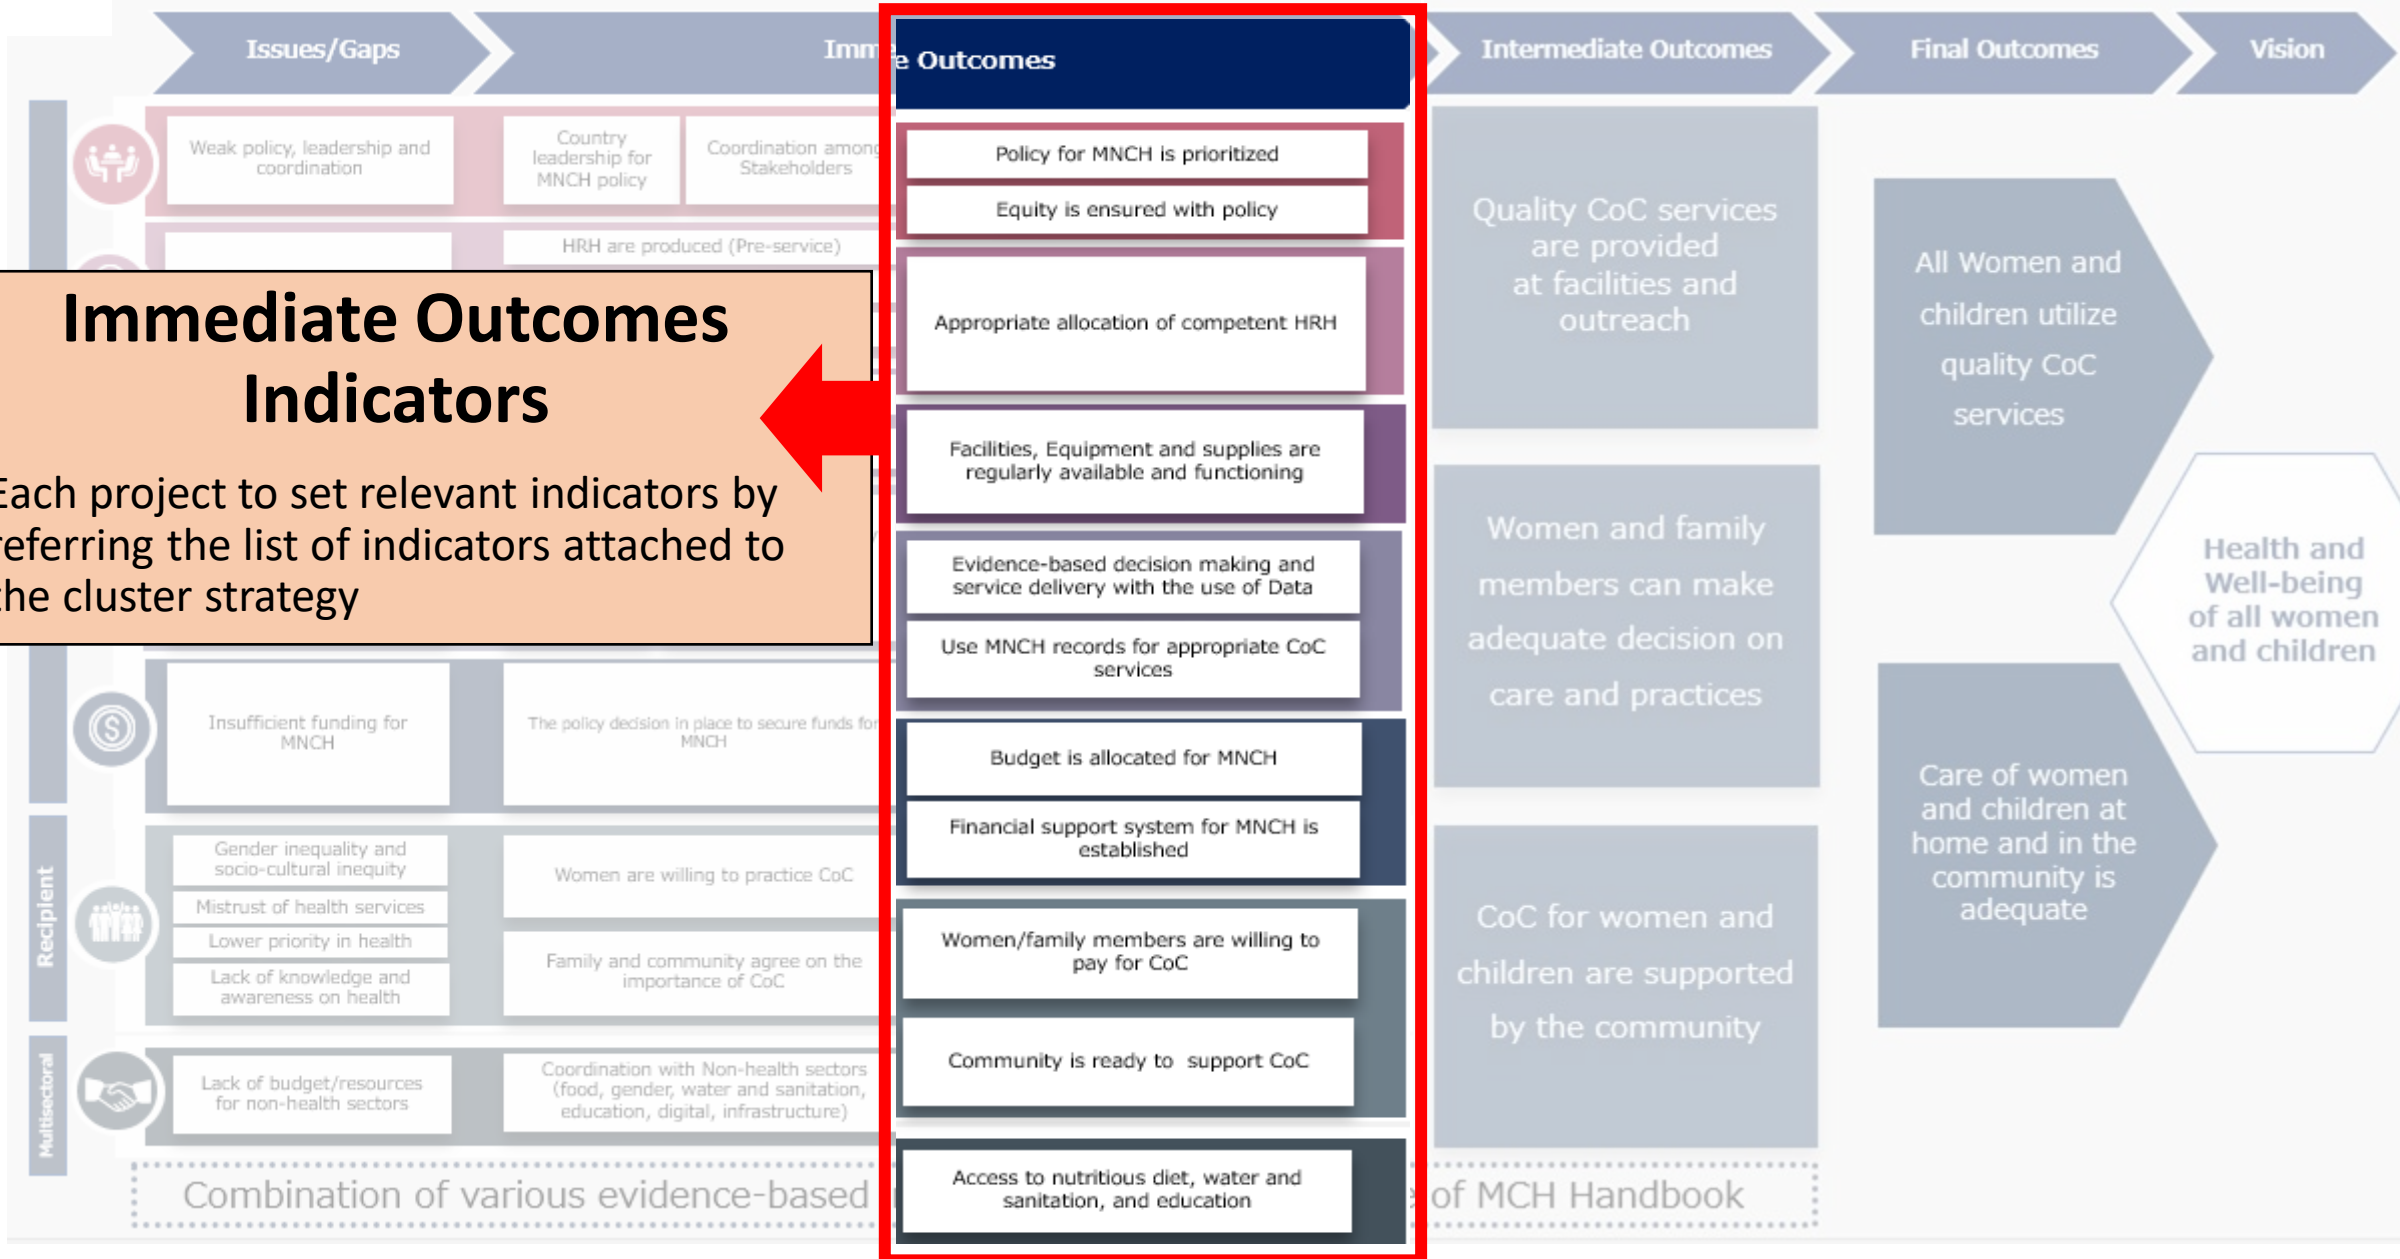 Issues/Gaps
Imme
e Outcomes
Intermediate Outcomes
Final Outcomes
Vision
Weak policy, leadership and
coordination
Country
leadership for
MNCH policy
Coordination among
Stakeholders
Policy for MNCH is prioritized
Equity is ensured with policy
HRH are produced (Pre-service)
Immediate Outcomes
Indicators
Each project to set relevant indicators by
referring the list of indicators attached to
the cluster strategy
Appropriate allocation of competent HRH
Facilities, Equipment and supplies are
regularly available and functioning
Evidence-based decision making and
service delivery with the use of Data
Use MNCH records for appropriate CoC
services
Insufficient funding for
MNCH
The policy decision in place to secure funds for
MNCH
Budget is allocated for MNCH
Financial support system for MNCH is
established
Recipient
Gender inequality and
socio-cultural inequity
Mistrust of health services
Lower priority in health
Lack of knowledge and
awareness on health
Women are willing to practice CoC
Family and community agree on the
importance of CoC
Women/family members are willing to
pay for CoC
Community is ready to support CoC
Multisectoral
Lack of budget/resources
for non-health sectors
Coordination with Non-health sectors
(food, gender, water and sanitation,
education, digital, infrastructure)
Access to nutritious diet, water and
sanitation, and education
Quality CoC services
are provided
at facilities and
outreach
Women and family
members can make
adequate decision on
care and practices
CoC for women and
children are supported
by the community
All Women and
children utilize
quality CoC
services
Care of women
and children at
home and in the
community is
adequate
Health and
Well-being
of all women
and children
Combination of various evidence-based
of MCH Handbook